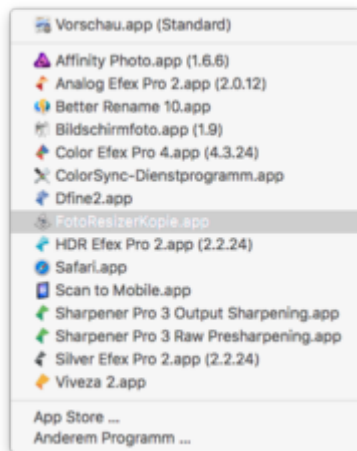 Vorschau.app (Standard)
Affinity Photo.app (1.6.6)
Analog Efex Pro 2.app (2.0.12)
Better Rename 10.app
Bildschirmfoto.app (1.9)
Color Efex Pro 4.app (4.3.24)
ColorSync-Dienstprogramm.app
Dfine2.app
FotoResizerKopie.app
HDR Efex Pro 2.app (2.2.24)
Safari.app
Scan to Mobile.app
Sharpener Pro 3 Output Sharpening.app
Sharpener Pro 3 Raw Presharpening.app
Silver Efex Pro 2.app (2.2.24)
Viveza 2.app
App Store ...
Anderem Programm ...